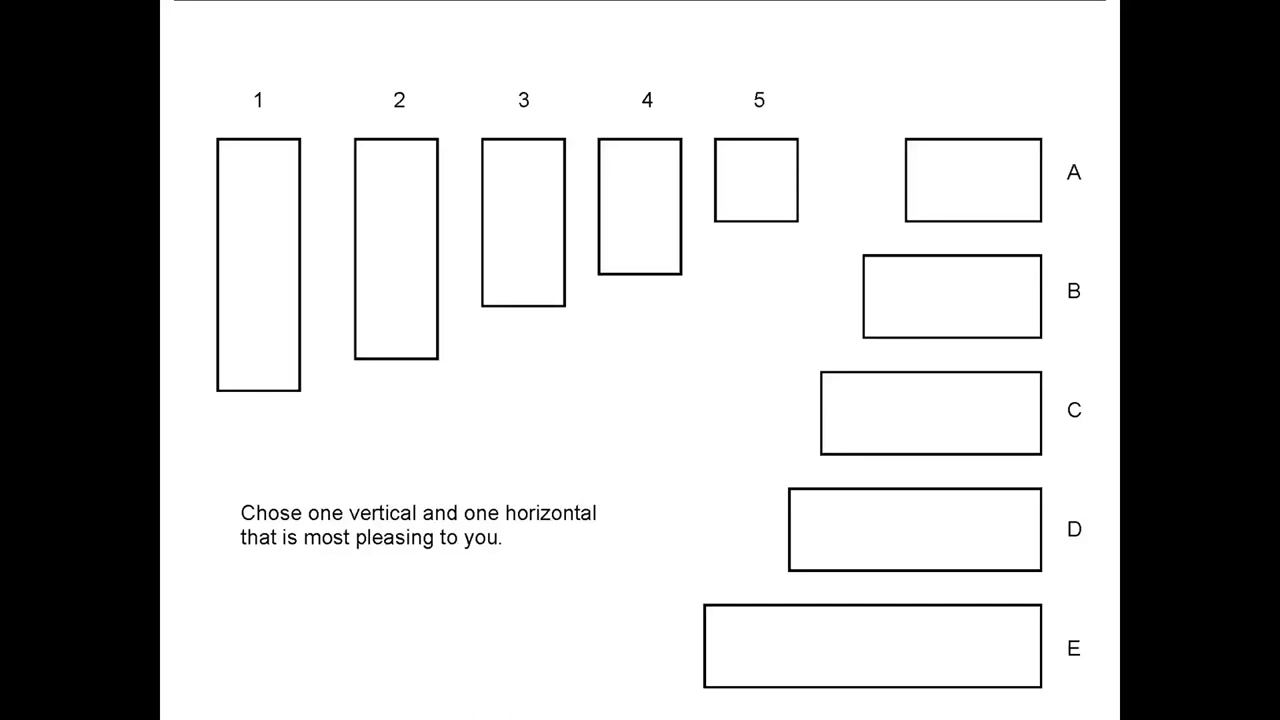 1 2 3 4 5
A
B
C
Chose one vertical and one horizontal
that is most pleasing to you.
D
E